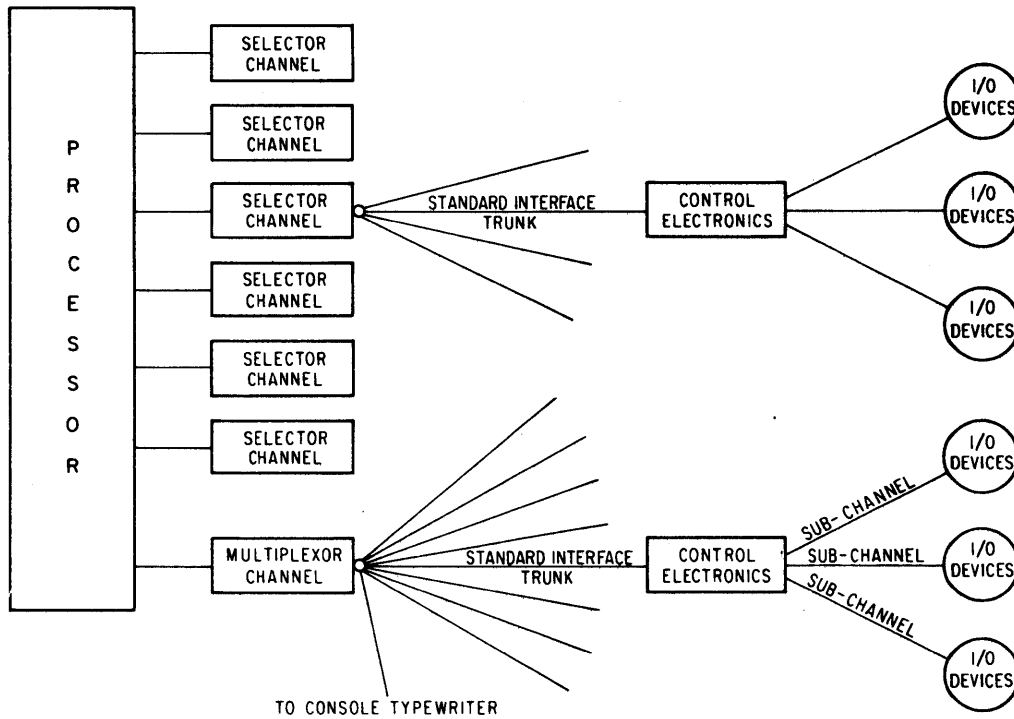 PROCESSOR
SELECTOR
CHANNEL
SELECTOR
CHANNEL
SELECTOR
CHANNEL
SELECTOR
CHANNEL
SELECTOR
CHANNEL
SELECTOR
CHANNEL
MULTIPLEXOR
CHANNEL
STANDARD INTERFACE
TRUNK
CONTROL
ELECTRONICS
I/O
DEVICES
I/O
DEVICES
I/O
DEVICES
STANDARD INTERFACE
TRUNK
CONTROL
ELECTRONICS
SUB-CHANNEL
SUB-CHANNEL
SUB-CHANNEL
I/O
DEVICES
I/O
DEVICES
I/O
DEVICES
TO CONSOLE TYPEWRITER